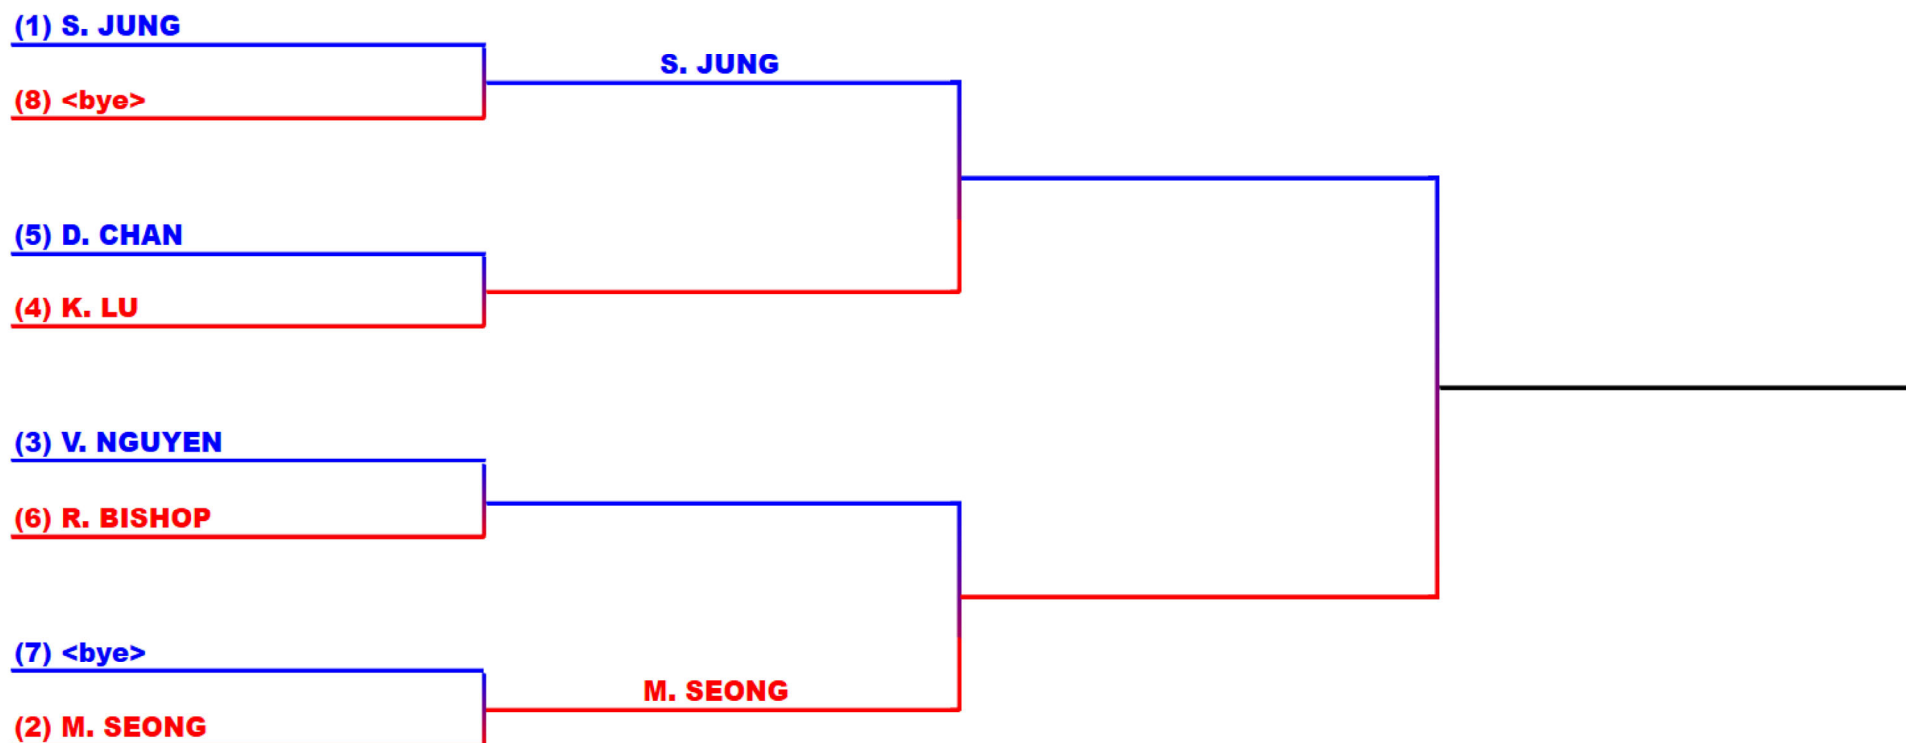 (1) S. JUNG
S. JUNG
(8) <bye>
(5) D. CHAN
(4) K. LU
(3) V. NGUYEN
(6) R. BISHOP
(7) <bye>
M. SEONG
(2) M. SEONG